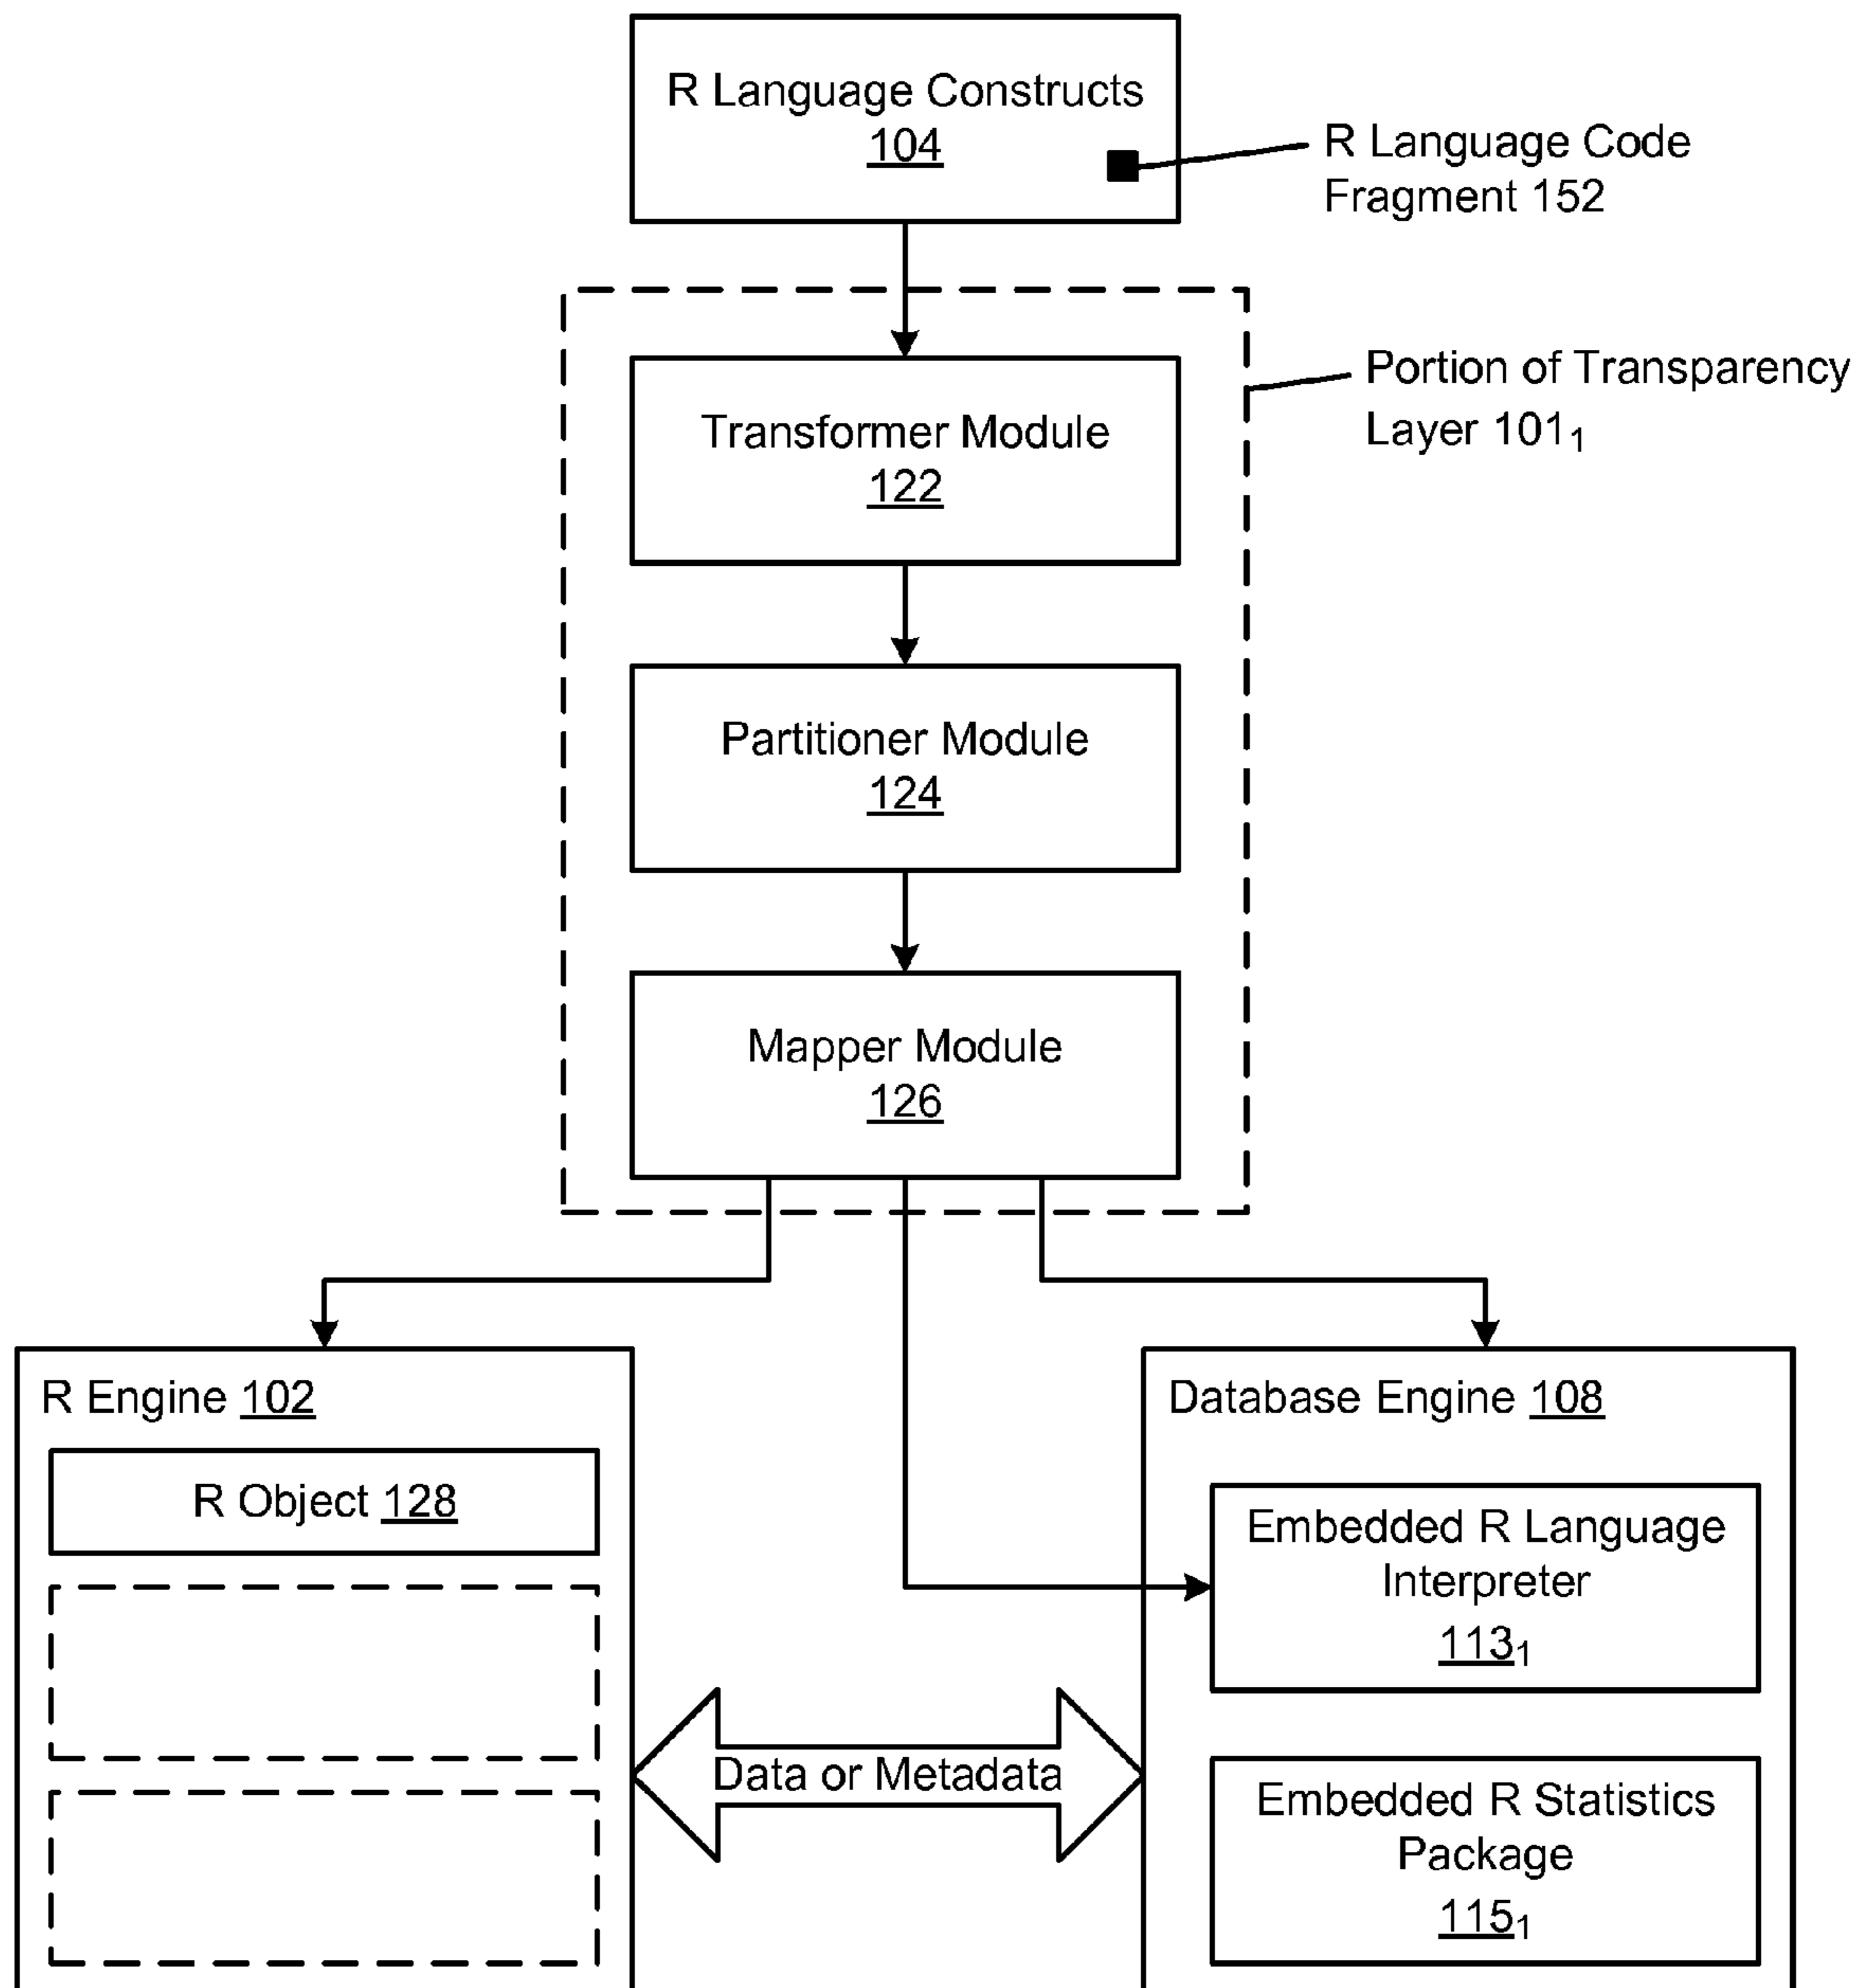 R Language Constructs
104
R Language Code
Fragment 152
Portion of Transparency
Layer 101₁
Transformer Module
122
Partitioner Module
124
Mapper Module
126
R Engine 102
R Object 128
Data or Metadata
Database Engine 108
Embedded R Language
Interpreter
113₁
Embedded R Statistics
Package
115₁